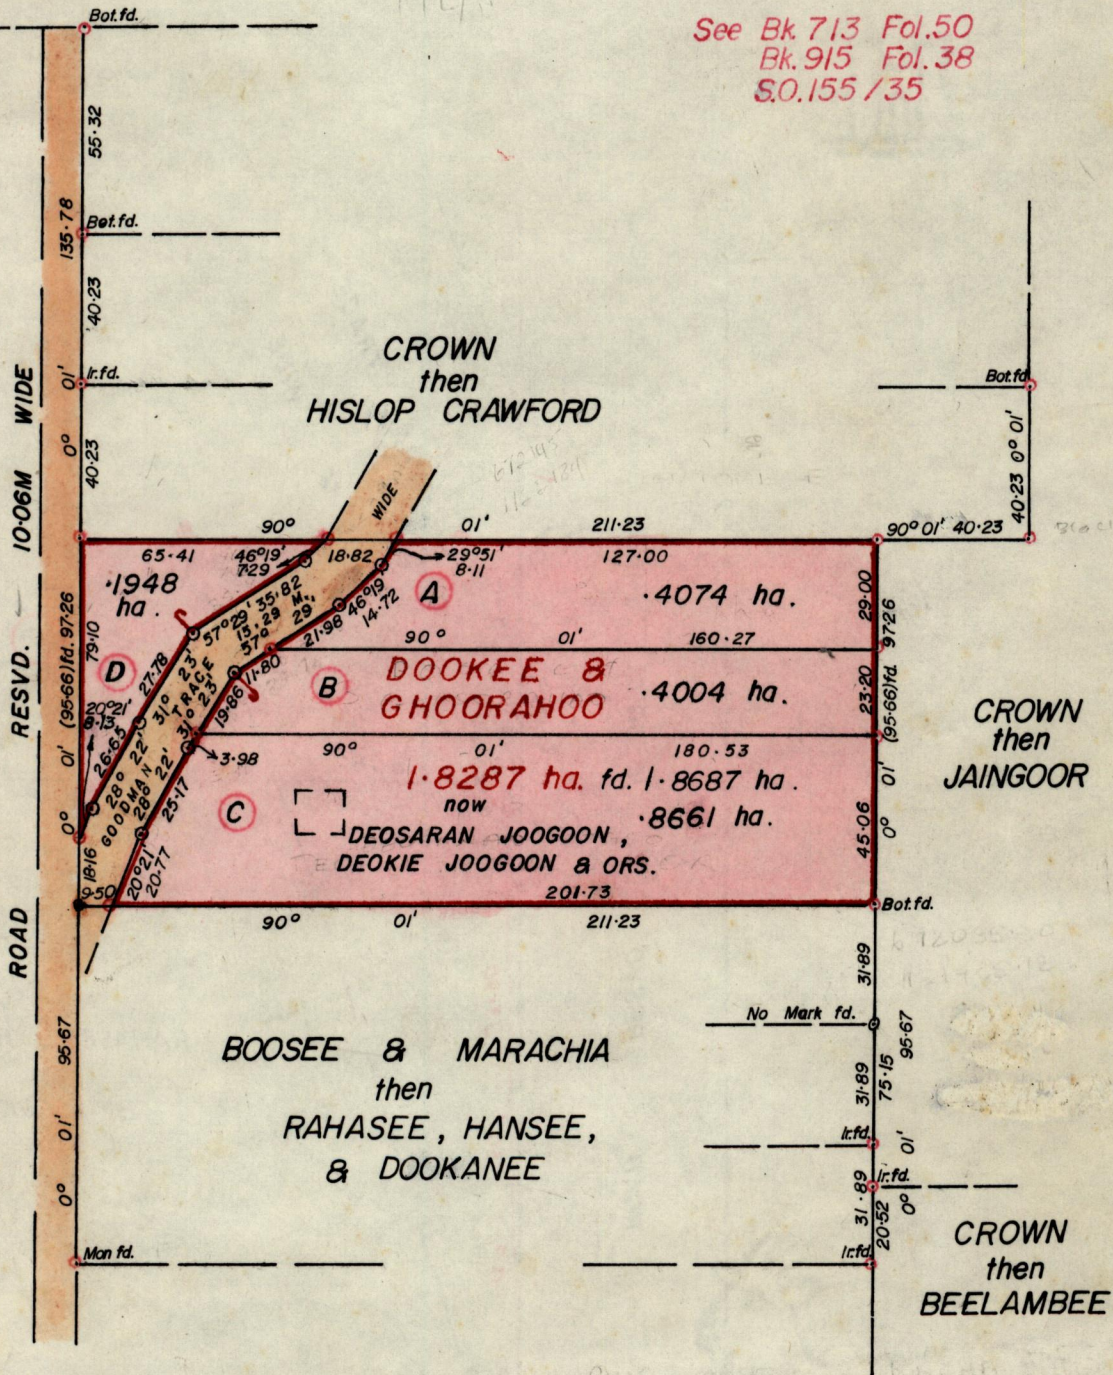 Bot.fd.
See Bk. 713 Fol.50
Bk. 915 Fol. 38
S.O.155/35
55·32
135·78
Bot.fd.
40·23
CROWN
then
HISLOP CRAWFORD
Ir.fd.
Bot.fd.
0° 01'
40·23
40·23 0° 01'
ROAD RESVD. 10·06M WIDE
WIDE
90° 01' 211·23
90° 01' 40·23
65·41
46°19'
7·29
18·82
29°51'
8·11
127·00
·1948
ha.
A
·4074 ha.
29·00
57°29' 35·82
15·29 M.
57° 29'
21·98
46°19'
14·72
90° 01' 160·27
0° 01' (95·66)fd. 97·26
79·10
D
27·78
31° 23'
11·80
B
DOOKEE &
GHOORAHOO
·4004 ha.
23·20
0° 01' (95·66)fd. 97·26
20°21'
8·13
26·65
28° 22'
GOODMAN TRACE
31° 23'
19·86
3·98
28° 22'
25·17
90° 01' 180·53
1·8287 ha. fd. 1·8687 ha.
now
C
·8661 ha.
DEOSARAN JOOGOON,
DEOKIE JOOGOON & ORS.
45·06
CROWN
then
JAINGOOR
18·16
20°21'
20·77
9·50
201·73
Bot.fd.
90° 01' 211·23
31·89
No Mark fd.
0° 01' 95·67
BOOSEE & MARACHIA
then
RAHASEE, HANSEE,
& DOOKANEE
31·89
75·15
0° 01' 95·67
Ir.fd.
Ir.fd.
31·89
20·52
Mon fd.
Ir.fd.
CROWN
then
BEELAMBEE